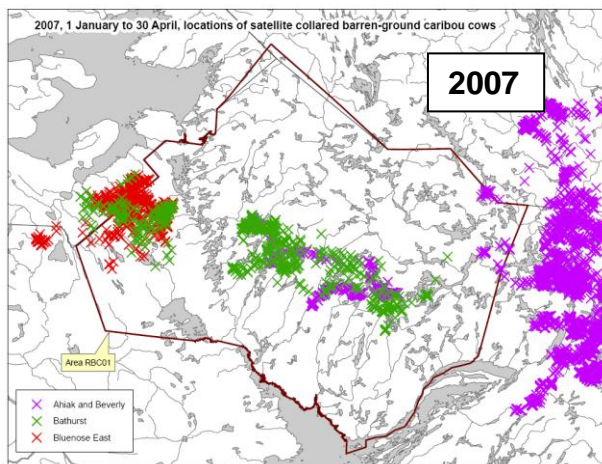 2007, 1 January to 30 April, locations of satellite collared barren-ground caribou cows
2007
Area RBC01
Ahiak and Beverly
Bathurst
Bluenose East